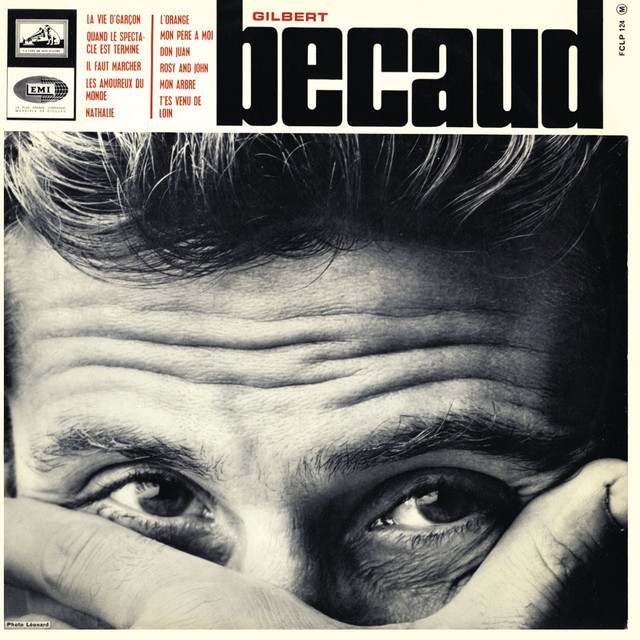 LA VIE D'GARÇON
QUAND LE SPECTA-
CLE EST TERMINE
IL FAUT MARCHER
LES AMOUREUX DU
MONDE
NATHALIE
L'ORANGE
MON PERE A MOI
DON JUAN
ROSY AND JOHN
MON ARBRE
T'ES VENU DE
LOIN
GILBERT
becaud
FCLP 124 M
EMI
Photo Léonard